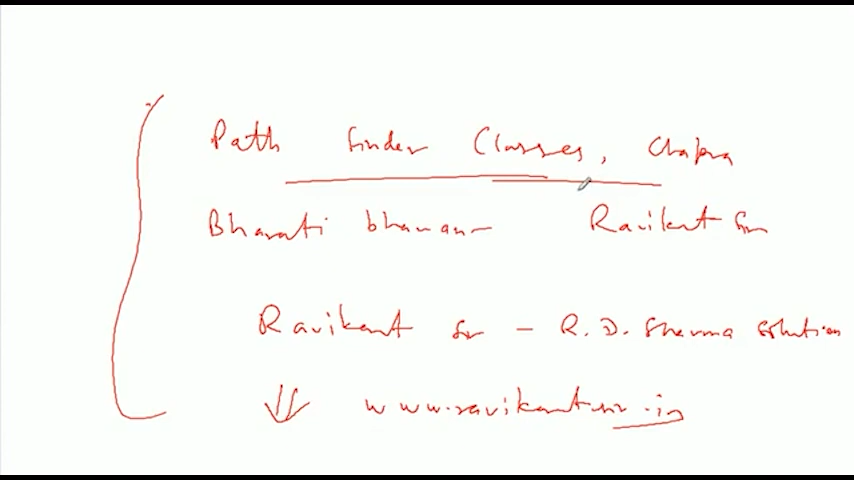 Path finder Classes, Chapra
Bharati bhawan Ravikant Sir
Ravikant Sir - R.D. Sharma Solution
www.ravikantsir.in